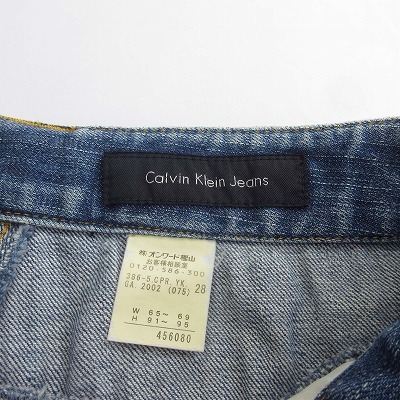 Calvin Klein Jeans
㈱オンワード樫山
お客様相談室
0120-586-300
386-5 CPR. YK.
GA. 2002 (075) 28
W 65～ 69
H 91～ 95
456080